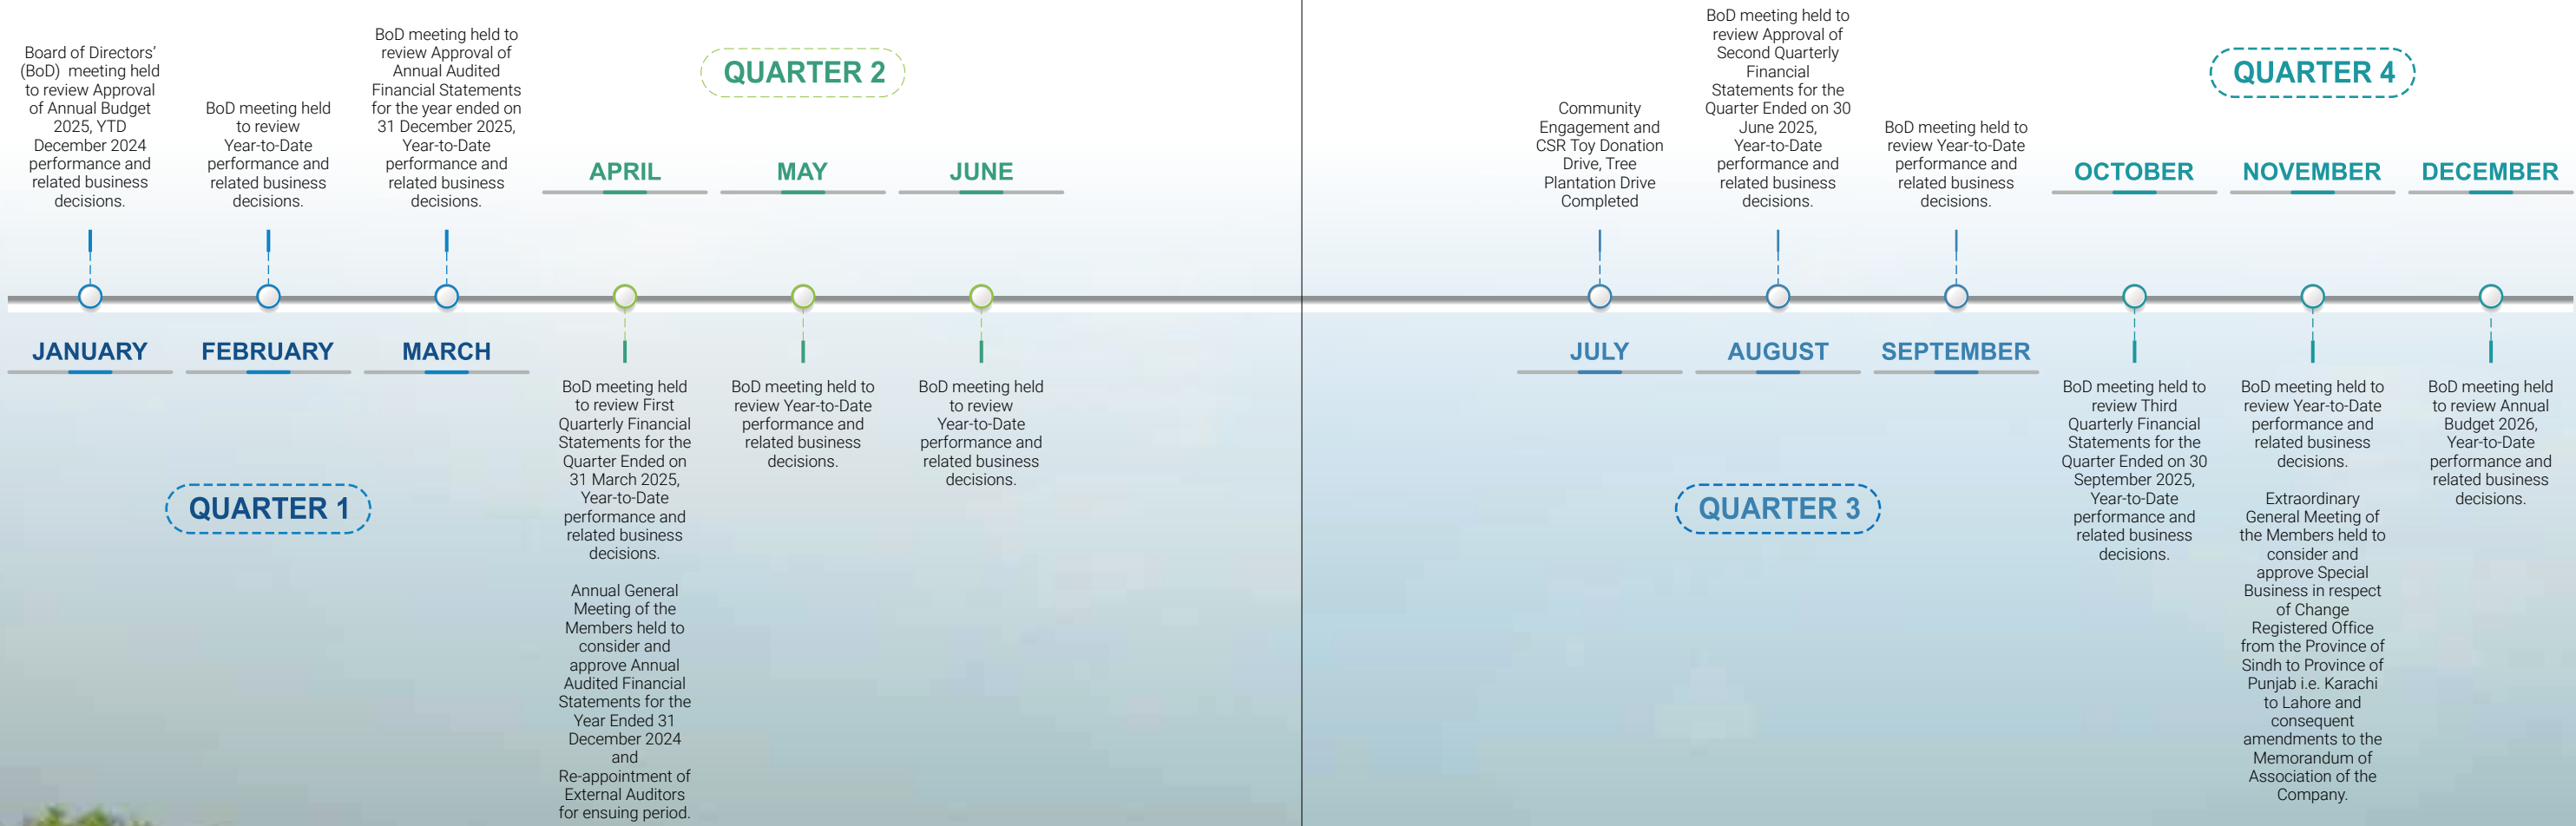 Board of Directors’
(BoD) meeting held
to review Approval
of Annual Budget
2025, YTD
December 2024
performance and
related business
decisions.
JANUARY
BoD meeting held
to review
Year-to-Date
performance and
related business
decisions.
FEBRUARY
BoD meeting held to
review Approval of
Annual Audited
Financial Statements
for the year ended on
31 December 2025,
Year-to-Date
performance and
related business
decisions.
MARCH
QUARTER 1
QUARTER 2
APRIL
BoD meeting held
to review First
Quarterly Financial
Statements for the
Quarter Ended on
31 March 2025,
Year-to-Date
performance and
related business
decisions.
Annual General
Meeting of the
Members held to
consider and
approve Annual
Audited Financial
Statements for the
Year Ended 31
December 2024
and
Re-appointment of
External Auditors
for ensuing period.
MAY
BoD meeting held to
review Year-to-Date
performance and
related business
decisions.
JUNE
BoD meeting held
to review
Year-to-Date
performance and
related business
decisions.
Community
Engagement and
CSR Toy Donation
Drive, Tree
Plantation Drive
Completed
JULY
BoD meeting held to
review Approval of
Second Quarterly
Financial
Statements for the
Quarter Ended on 30
June 2025,
Year-to-Date
performance and
related business
decisions.
AUGUST
BoD meeting held to
review Year-to-Date
performance and
related business
decisions.
SEPTEMBER
QUARTER 3
QUARTER 4
OCTOBER
BoD meeting held to
review Third
Quarterly Financial
Statements for the
Quarter Ended on 30
September 2025,
Year-to-Date
performance and
related business
decisions.
NOVEMBER
BoD meeting held to
review Year-to-Date
performance and
related business
decisions.
Extraordinary
General Meeting of
the Members held to
consider and
approve Special
Business in respect
of Change
Registered Office
from the Province of
Sindh to Province of
Punjab i.e. Karachi
to Lahore and
consequent
amendments to the
Memorandum of
Association of the
Company.
DECEMBER
BoD meeting held
to review Annual
Budget 2026,
Year-to-Date
performance and
related business
decisions.